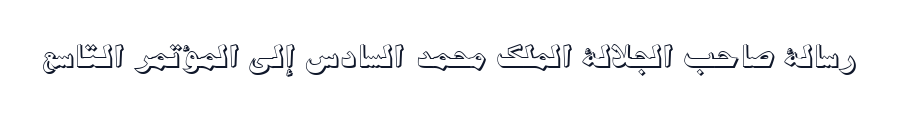 رسالة صاحب الجلالة الملك محمد السادس إلى المؤتمر التاسع